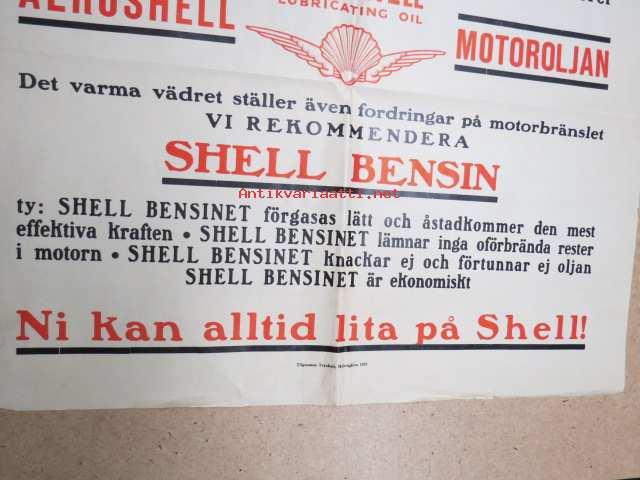 AEROSHELL
LUBRICATING OIL
MOTOROLJAN
Det varma vädret ställer även fordringar på motorbränslet
VI REKOMMENDERA
SHELL BENSIN
Antikvariaatti.net
ty: SHELL BENSINET förgasas lätt och åstadkommer den mest
effektiva kraften • SHELL BENSINET lämnar inga oförbrända rester
i motorn • SHELL BENSINET knackar ej och förtunnar ej oljan
SHELL BENSINET är ekonomiskt
Ni kan alltid lita på Shell!